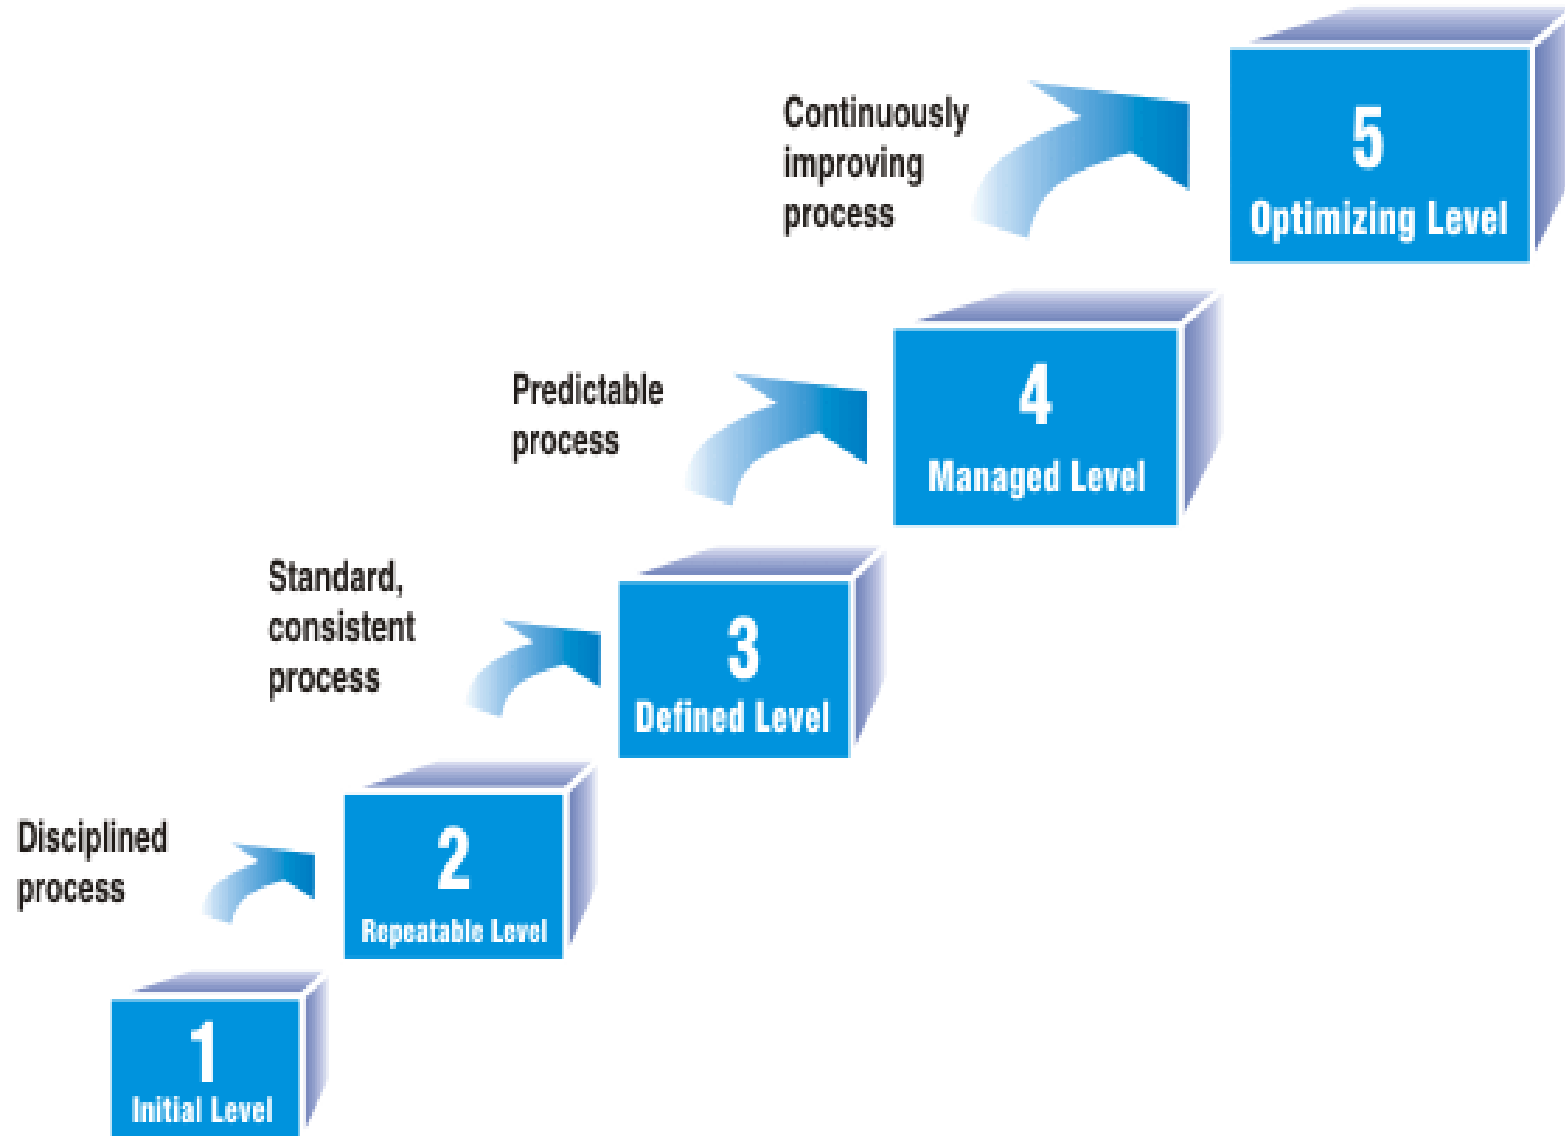 Continuously
improving
process
5
Optimizing Level
Predictable
process
4
Managed Level
Standard,
consistent
process
3
Defined Level
Disciplined
process
2
Repeatable Level
1
Initial Level